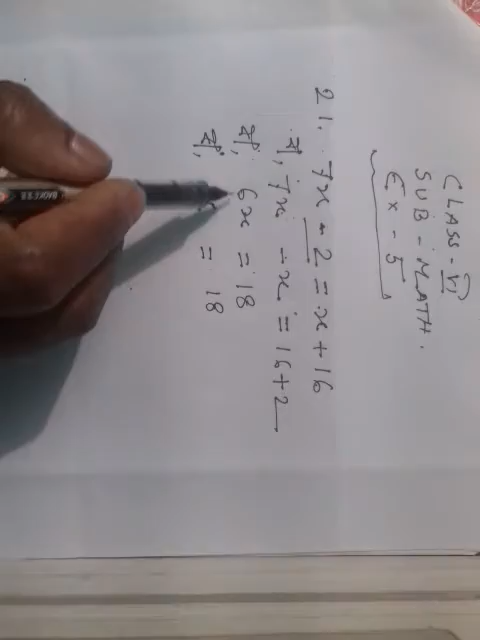 CLASS - VI
SUB - MATH.
EX - 5
21. 7x - 2 = x + 16
বা, 7x - x = 16 + 2
বা, 6x = 18
বা, = 18